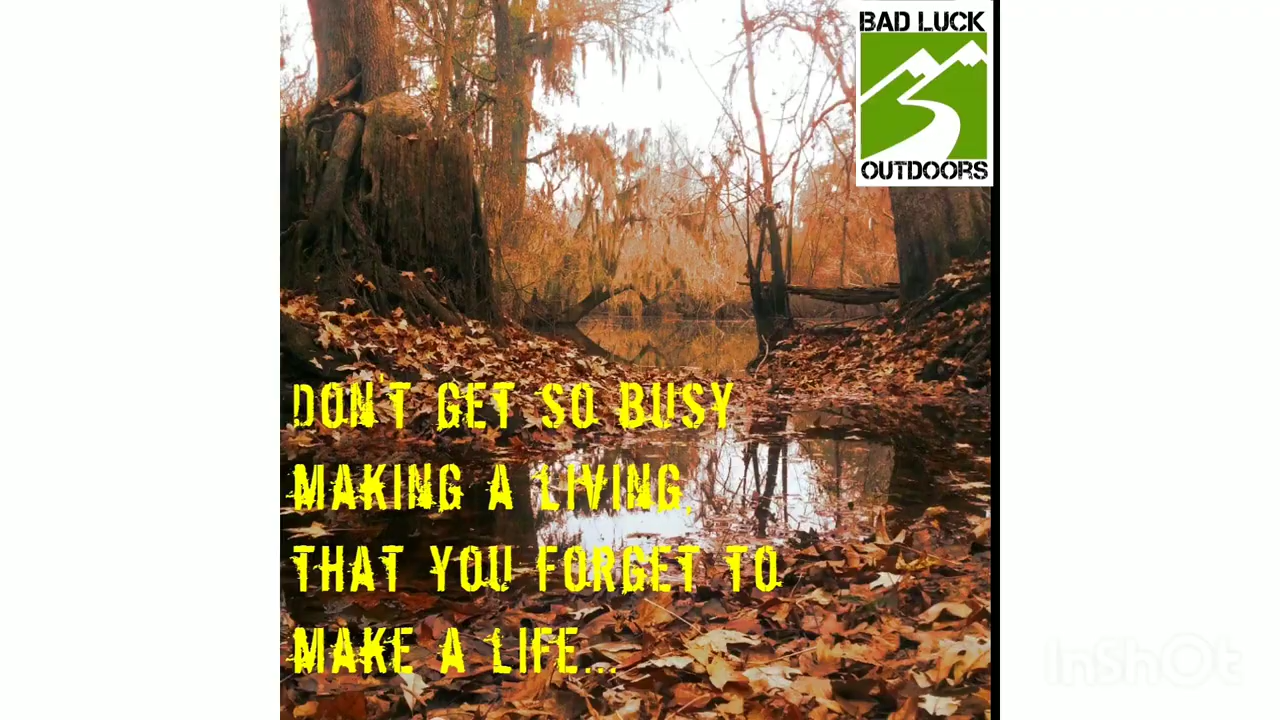 BAD LUCK
OUTDOORS
DON'T GET SO BUSY
MAKING A LIVING,
THAT YOU FORGET TO
MAKE A LIFE...
InShOt